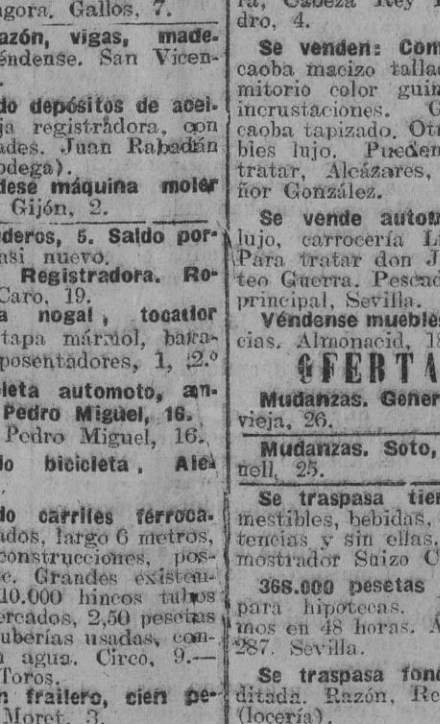 agora. Gallos, 7.
azón, vigas, made-
éndense. San Vicen-
do depósitos de acei-
ja registradora, con
ades. Juan Rabadán
odega).
dese máquina moler
Gijón, 2.
deros, 5. Saldo por-
asi nuevo.
Registradora. Ro-
Caro, 19.
a nogal, tocador
tapa mármol, barra-
posentadores, 1, 2.º
leta automoto, an-
Pedro Miguel, 16.
Pedro Miguel, 16.
do bicicleta. Ale
do carriles ferroca-
ados, largo 6 metros,
construcciones, pos-
e. Grandes existen-
10.000 hincos tubos
ercados, 2,50 pesetas
uberías usadas, com-
n agua. Circo, 9.—
Toros.
n frailero, cien pe-
Moret, 3.
ra, Cabeza Rey
dro, 4.
Se venden: Com
caoba macizo tallad
mitorio color guin
incrustaciones.
caoba tapizado. Otr
bles lujo. Pueden
tratar, Alcázares,
ñor González.
Se vende autom
lujo, carrocería Li
Para tratar don J
teo Guerra. Pescad
principal, Sevilla.
Véndense muebles
cias. Almonacid, 18
OFERTA
Mudanzas. Gener
vieja, 26.
Mudanzas. Soto,
nell, 25.
Se traspasa tien
mestibles, bebidas,
tencias y sin ellas.
mostrador Suizo C
368.000 pesetas
para hipotecas.
mos en 48 horas. A
287. Sevilla.
Se traspasa fond
ditada. Razón, Re
(locería).